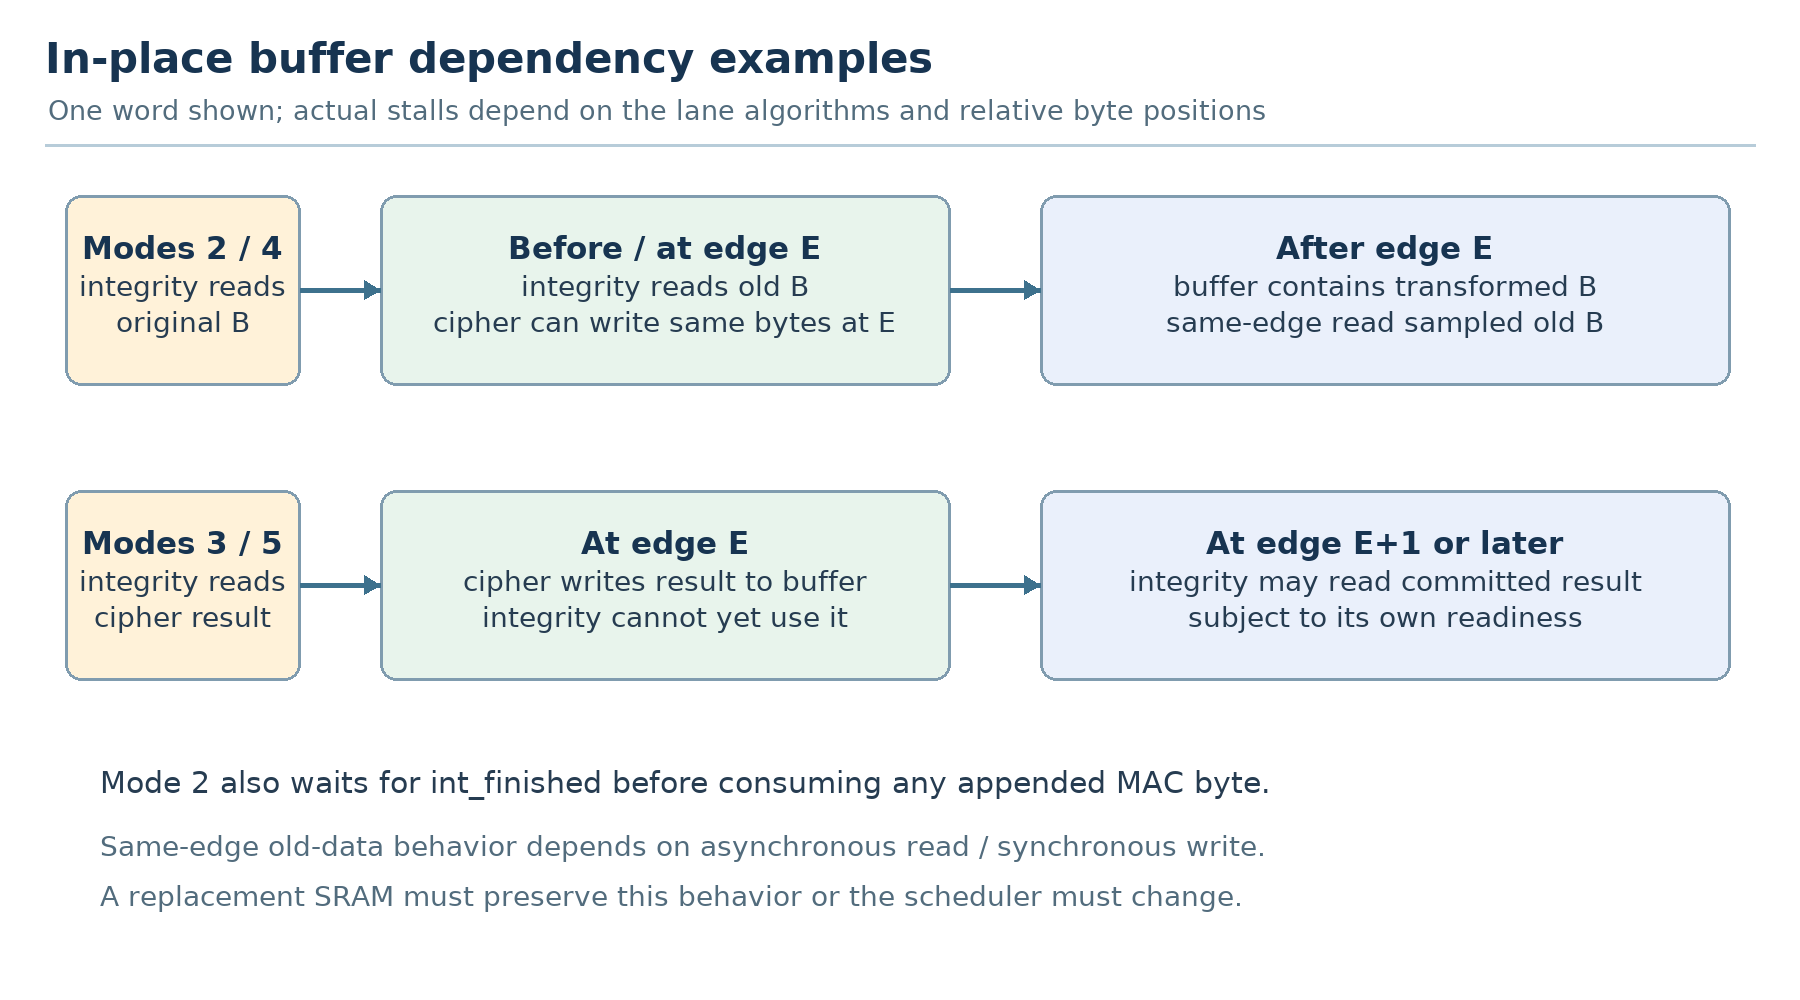 In-place buffer dependency examples
One word shown; actual stalls depend on the lane algorithms and relative byte positions
Modes 2 / 4
integrity reads
original B
Before / at edge E
integrity reads old B
cipher can write same bytes at E
After edge E
buffer contains transformed B
same-edge read sampled old B
Modes 3 / 5
integrity reads
cipher result
At edge E
cipher writes result to buffer
integrity cannot yet use it
At edge E+1 or later
integrity may read committed result
subject to its own readiness
Mode 2 also waits for int_finished before consuming any appended MAC byte.
Same-edge old-data behavior depends on asynchronous read / synchronous write.
A replacement SRAM must preserve this behavior or the scheduler must change.